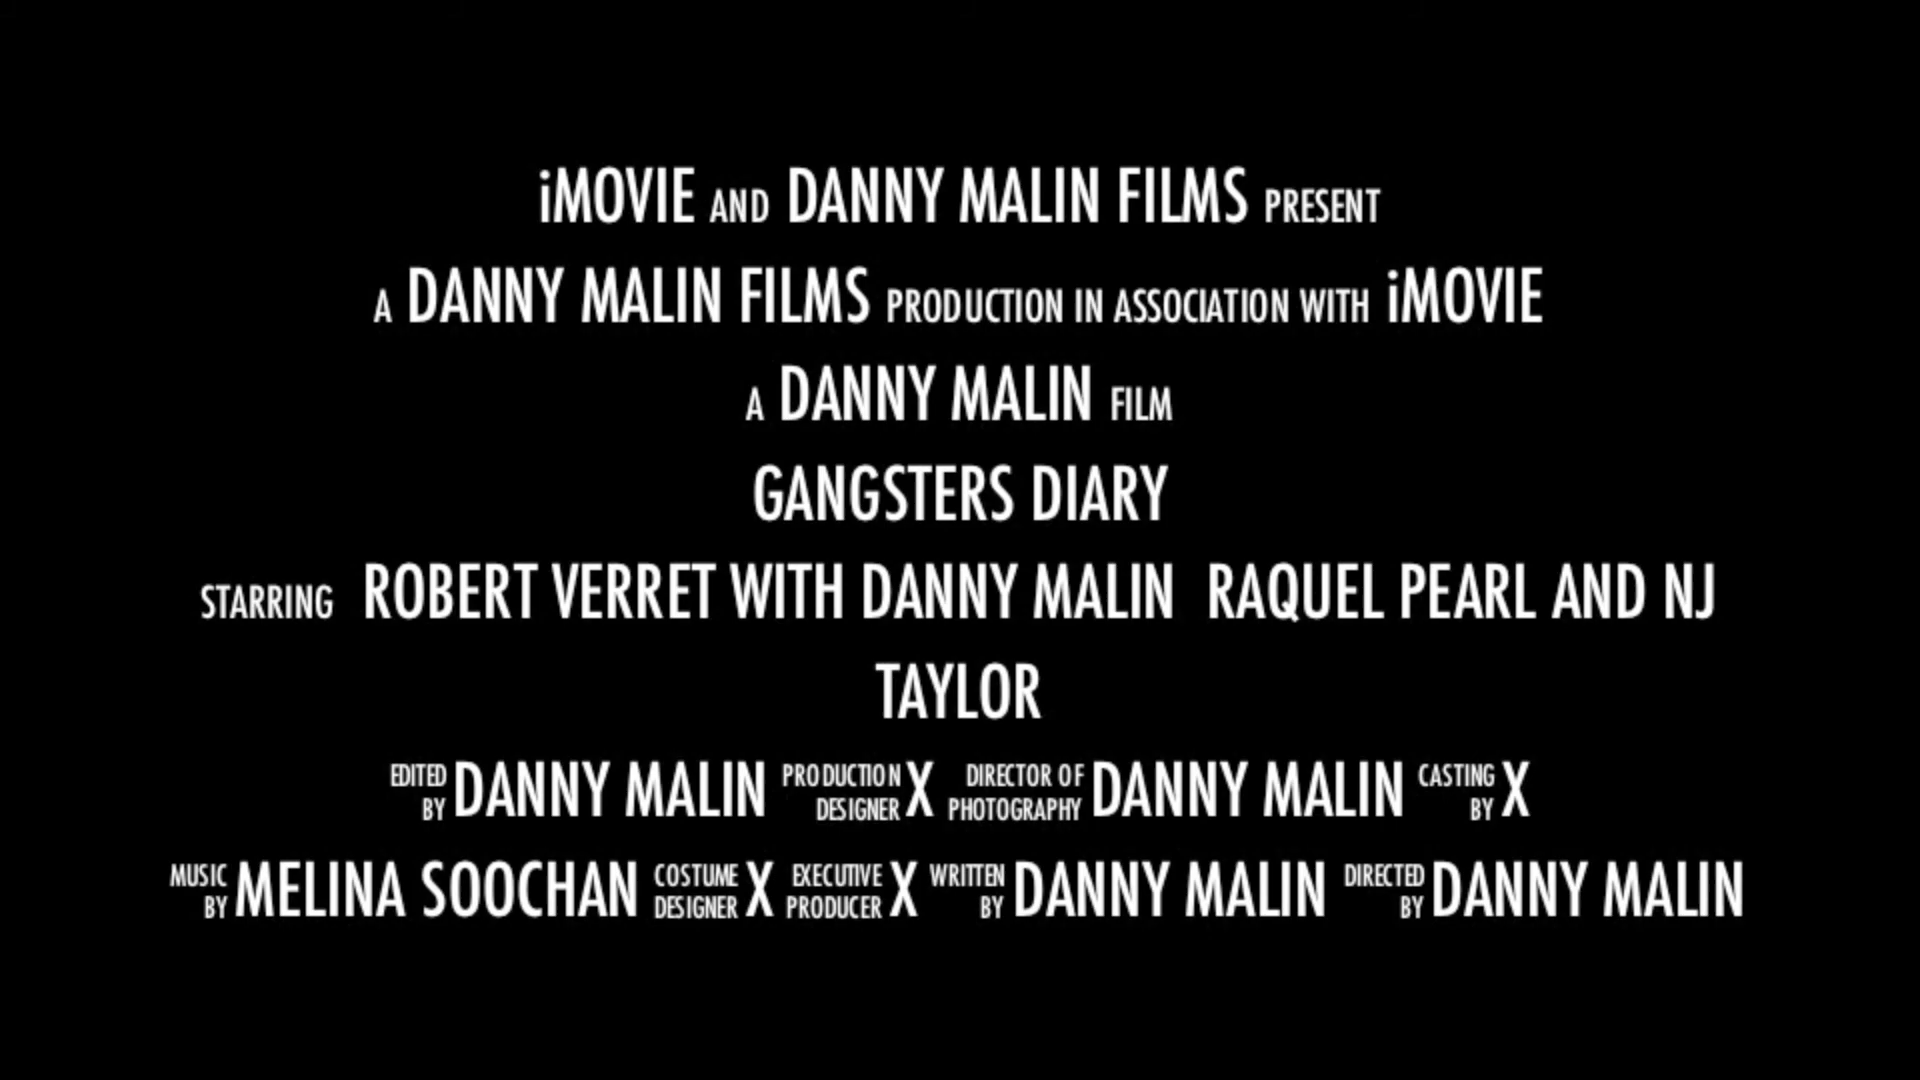 iMOVIE AND DANNY MALIN FILMS PRESENT
A DANNY MALIN FILMS PRODUCTION IN ASSOCIATION WITH iMOVIE
A DANNY MALIN FILM
GANGSTERS DIARY
STARRING ROBERT VERRET WITH DANNY MALIN RAQUEL PEARL AND NJ
TAYLOR
EDITED BY DANNY MALIN PRODUCTION DESIGNER X DIRECTOR OF PHOTOGRAPHY DANNY MALIN CASTING BY X
MUSIC BY MELINA SOOCHAN COSTUME DESIGNER X EXECUTIVE PRODUCER X WRITTEN BY DANNY MALIN DIRECTED BY DANNY MALIN